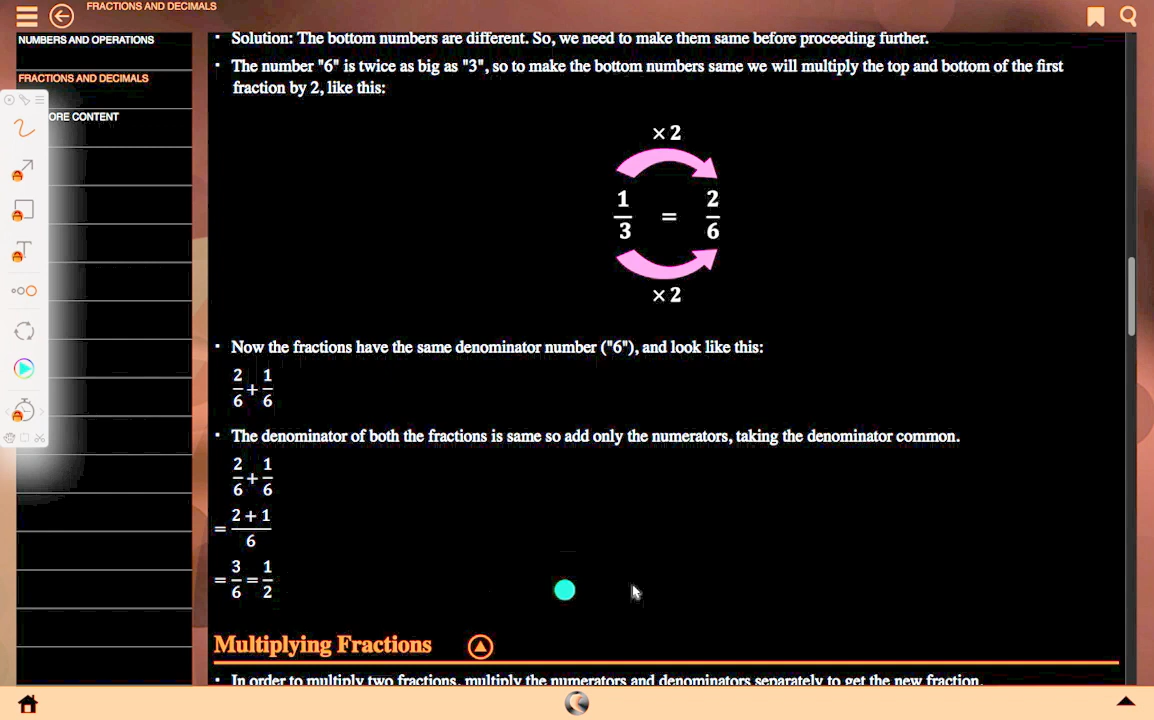 FRACTIONS AND DECIMALS
NUMBERS AND OPERATIONS
FRACTIONS AND DECIMALS
ORE CONTENT
▪ Solution: The bottom numbers are different. So, we need to make them same before proceeding further.
▪ The number "6" is twice as big as "3", so to make the bottom numbers same we will multiply the top and bottom of the first
fraction by 2, like this:
× 2
1/3 = 2/6
× 2
▪ Now the fractions have the same denominator number ("6"), and look like this:
2/6 + 1/6
▪ The denominator of both the fractions is same so add only the numerators, taking the denominator common.
2/6 + 1/6
= 2 + 1/6
= 3/6 = 1/2
Multiplying Fractions
▪ In order to multiply two fractions, multiply the numerators and denominators separately to get the new fraction.